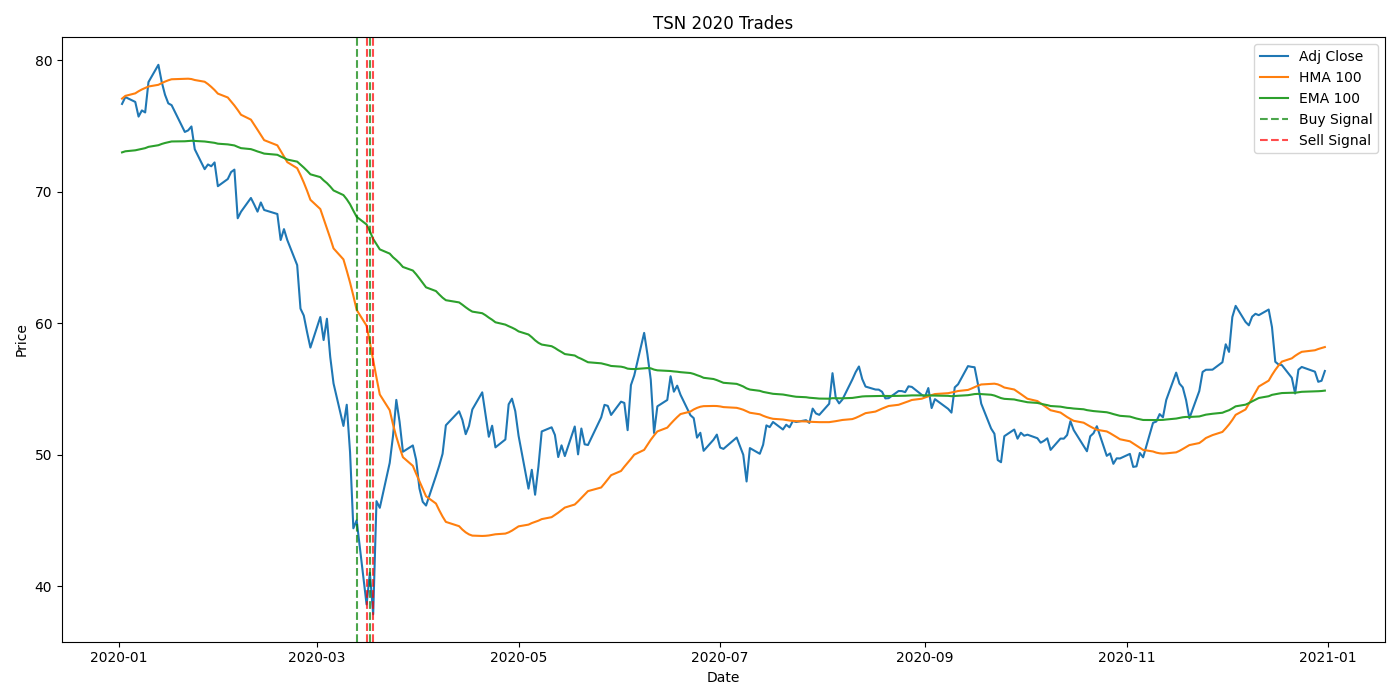 TSN 2020 Trades
Adj Close
HMA 100
EMA 100
Buy Signal
Sell Signal
80
70
60
50
40
Price
2020-01
2020-03
2020-05
2020-07
2020-09
2020-11
2021-01
Date